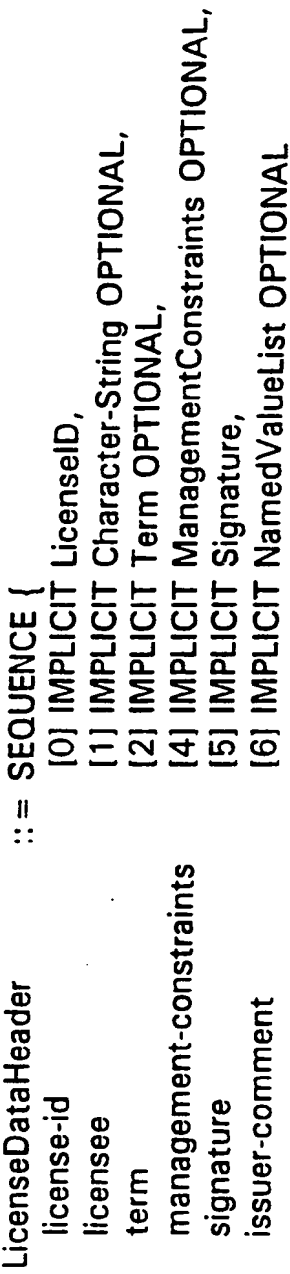 LicenseDataHeader ::= SEQUENCE {
license-id [0] IMPLICIT LicenseID,
licensee [1] IMPLICIT Character-String OPTIONAL,
term [2] IMPLICIT Term OPTIONAL,
management-constraints [4] IMPLICIT ManagementConstraints OPTIONAL,
signature [5] IMPLICIT Signature,
issuer-comment [6] IMPLICIT NamedValueList OPTIONAL